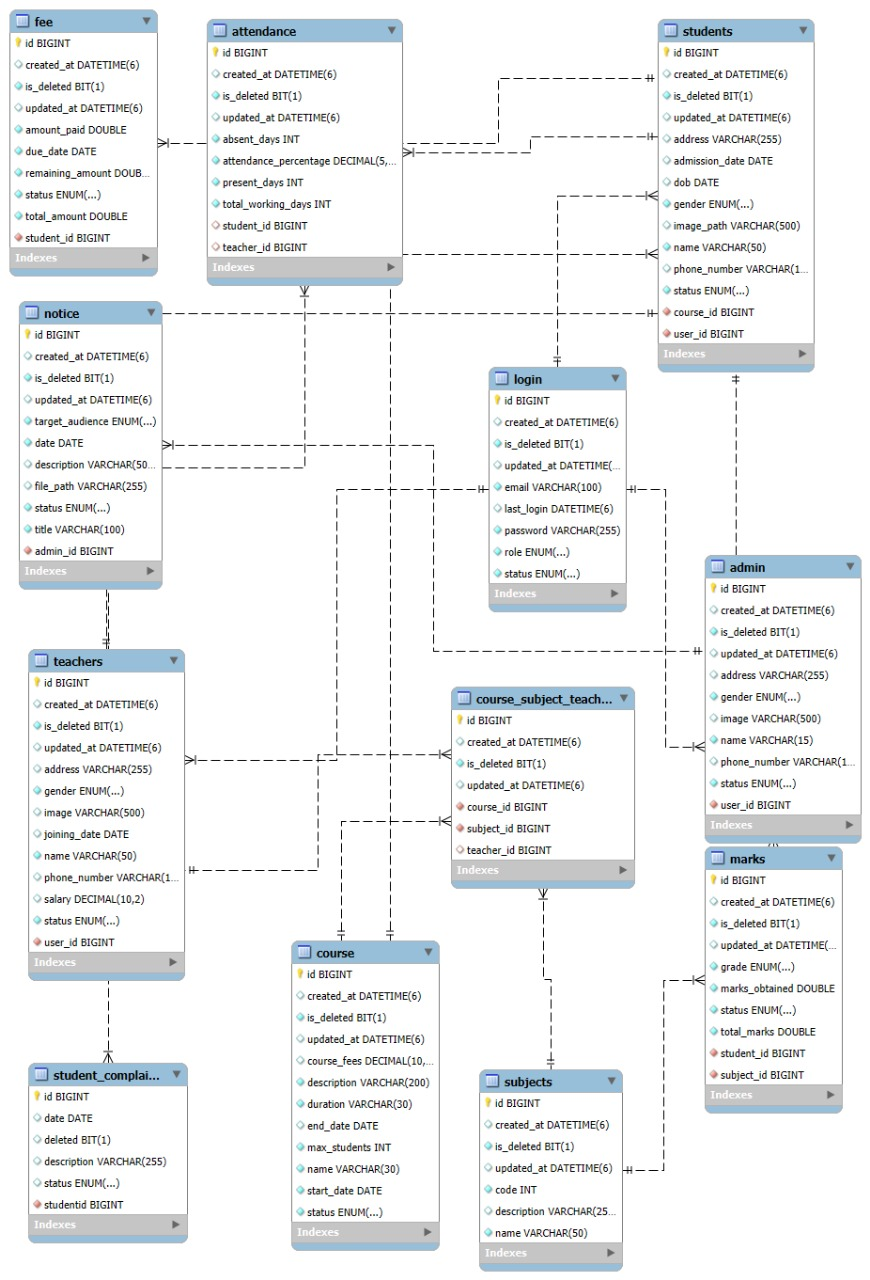 fee
id BIGINT
created_at DATETIME(6)
is_deleted BIT(1)
updated_at DATETIME(6)
amount_paid DOUBLE
due_date DATE
remaining_amount DOUB...
status ENUM(...)
total_amount DOUBLE
student_id BIGINT
Indexes
attendance
id BIGINT
created_at DATETIME(6)
is_deleted BIT(1)
updated_at DATETIME(6)
absent_days INT
attendance_percentage DECIMAL(5,...
present_days INT
total_working_days INT
student_id BIGINT
teacher_id BIGINT
Indexes
students
id BIGINT
created_at DATETIME(6)
is_deleted BIT(1)
updated_at DATETIME(6)
address VARCHAR(255)
admission_date DATE
dob DATE
gender ENUM(...)
image_path VARCHAR(500)
name VARCHAR(50)
phone_number VARCHAR(1...
status ENUM(...)
course_id BIGINT
user_id BIGINT
Indexes
notice
id BIGINT
created_at DATETIME(6)
is_deleted BIT(1)
updated_at DATETIME(6)
target_audience ENUM(...)
date DATE
description VARCHAR(50...
file_path VARCHAR(255)
status ENUM(...)
title VARCHAR(100)
admin_id BIGINT
Indexes
login
id BIGINT
created_at DATETIME(6)
is_deleted BIT(1)
updated_at DATETIME(...
email VARCHAR(100)
last_login DATETIME(6)
password VARCHAR(255)
role ENUM(...)
status ENUM(...)
Indexes
admin
id BIGINT
created_at DATETIME(6)
is_deleted BIT(1)
updated_at DATETIME(6)
address VARCHAR(255)
gender ENUM(...)
image VARCHAR(500)
name VARCHAR(15)
phone_number VARCHAR(1...
status ENUM(...)
user_id BIGINT
Indexes
teachers
id BIGINT
created_at DATETIME(6)
is_deleted BIT(1)
updated_at DATETIME(6)
address VARCHAR(255)
gender ENUM(...)
image VARCHAR(500)
joining_date DATE
name VARCHAR(50)
phone_number VARCHAR(1...
salary DECIMAL(10,2)
status ENUM(...)
user_id BIGINT
Indexes
course_subject_teach...
id BIGINT
created_at DATETIME(6)
is_deleted BIT(1)
updated_at DATETIME(6)
course_id BIGINT
subject_id BIGINT
teacher_id BIGINT
Indexes
marks
id BIGINT
created_at DATETIME(6)
is_deleted BIT(1)
updated_at DATETIME(...
grade ENUM(...)
marks_obtained DOUBLE
status ENUM(...)
total_marks DOUBLE
student_id BIGINT
subject_id BIGINT
Indexes
course
id BIGINT
created_at DATETIME(6)
is_deleted BIT(1)
updated_at DATETIME(6)
course_fees DECIMAL(10,...
description VARCHAR(200)
duration VARCHAR(30)
end_date DATE
max_students INT
name VARCHAR(30)
start_date DATE
status ENUM(...)
Indexes
student_complai...
id BIGINT
date DATE
deleted BIT(1)
description VARCHAR(255)
status ENUM(...)
studentid BIGINT
Indexes
subjects
id BIGINT
created_at DATETIME(6)
is_deleted BIT(1)
updated_at DATETIME(6)
code INT
description VARCHAR(25...
name VARCHAR(50)
Indexes